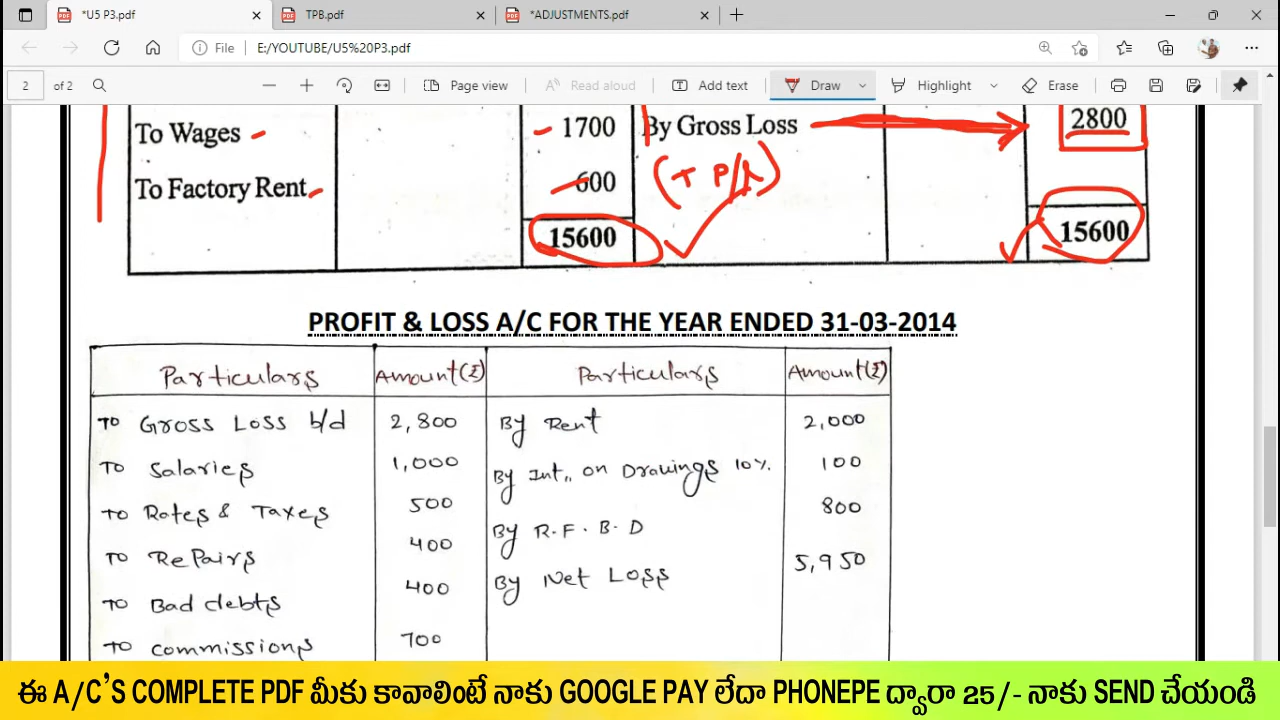 *U5 P3.pdf
TPB.pdf
*ADJUSTMENTS.pdf
File E:/YOUTUBE/U5%20P3.pdf
2 of 2 Page view Read aloud Add text Draw Highlight Erase
To Wages 1700 By Gross Loss 2800
To Factory Rent 600 (T P/L)
15600 15600
PROFIT & LOSS A/C FOR THE YEAR ENDED 31-03-2014
Particulars Amount(₹) Particulars Amount(₹)
To Gross Loss b/d 2,800 By Rent 2,000
To Salaries 1,000 By Int,, on Drawings 10%. 100
To Rates & Taxes 500 By R.F.B.D 800
To Repairs 400 By Net Loss 5,950
To Bad debts 400
To commissions 700
ఈ A/C'S COMPLETE PDF మీకు కావాలింటే నాకు GOOGLE PAY లేదా PHONEPE ద్వారా 25/- నాకు SEND చేయండి